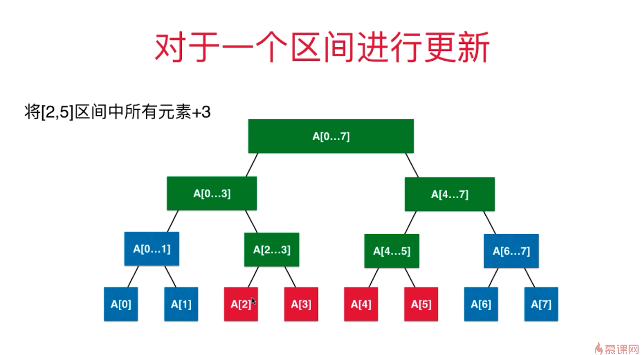 对于一个区间进行更新
将[2,5]区间中所有元素+3
A[0...7]
A[0...3] A[4...7]
A[0...1] A[2...3] A[4...5] A[6...7]
A[0] A[1] A[2] A[3] A[4] A[5] A[6] A[7]
慕课网